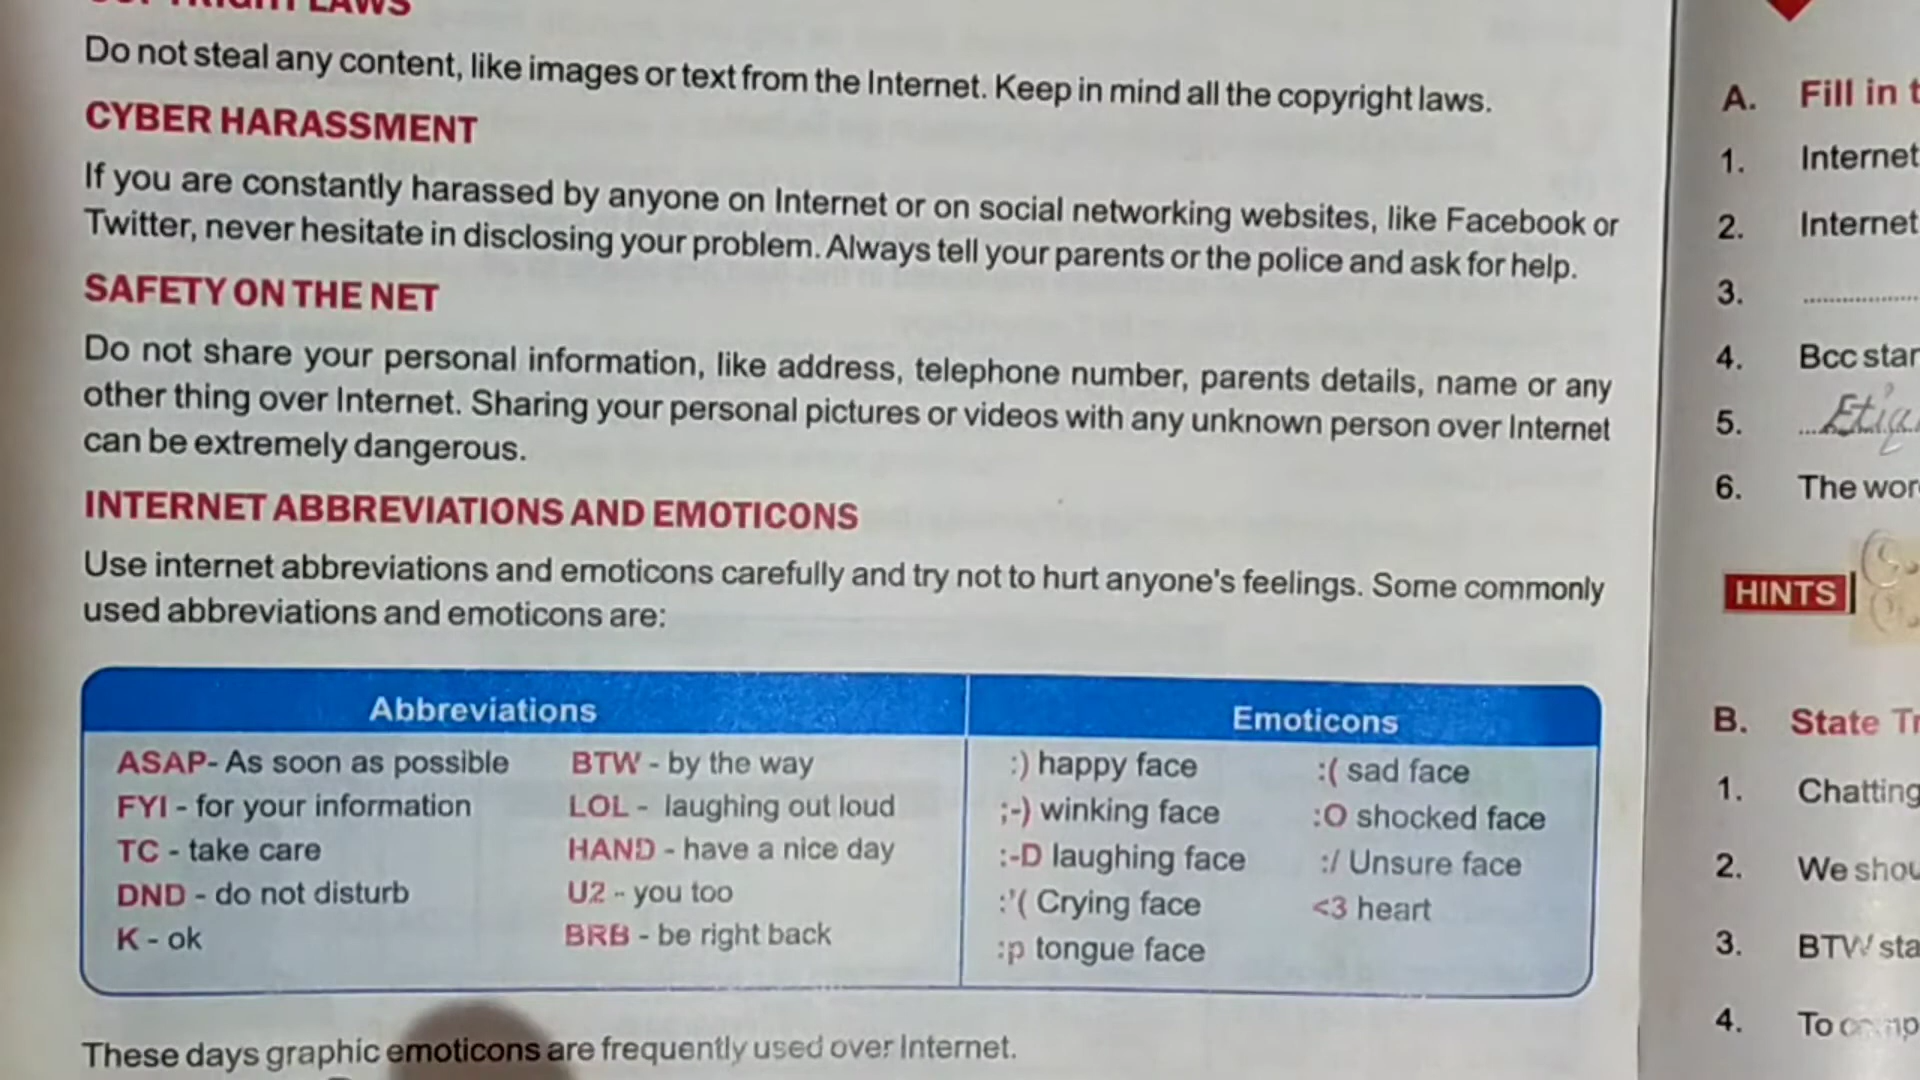 LAWS
Do not steal any content, like images or text from the Internet. Keep in mind all the copyright laws.
CYBER HARASSMENT
If you are constantly harassed by anyone on Internet or on social networking websites, like Facebook or
Twitter, never hesitate in disclosing your problem. Always tell your parents or the police and ask for help.
SAFETY ON THE NET
Do not share your personal information, like address, telephone number, parents details, name or any
other thing over Internet. Sharing your personal pictures or videos with any unknown person over Internet
can be extremely dangerous.
INTERNET ABBREVIATIONS AND EMOTICONS
Use internet abbreviations and emoticons carefully and try not to hurt anyone's feelings. Some commonly
used abbreviations and emoticons are:
Abbreviations
ASAP- As soon as possible
FYI - for your information
TC - take care
DND - do not disturb
K - ok
BTW - by the way
LOL - laughing out loud
HAND - have a nice day
U2 - you too
BRB - be right back
Emoticons
:) happy face
;-) winking face
:-D laughing face
:'( Crying face
:p tongue face
:( sad face
:O shocked face
:/ Unsure face
<3 heart
These days graphic emoticons are frequently used over Internet.
A. Fill in
1. Internet
2. Internet
3. ..................
4. Bcc
5.
6. The
HINTS
B. State
1. Chatting
2. We
3. BTW
4. To